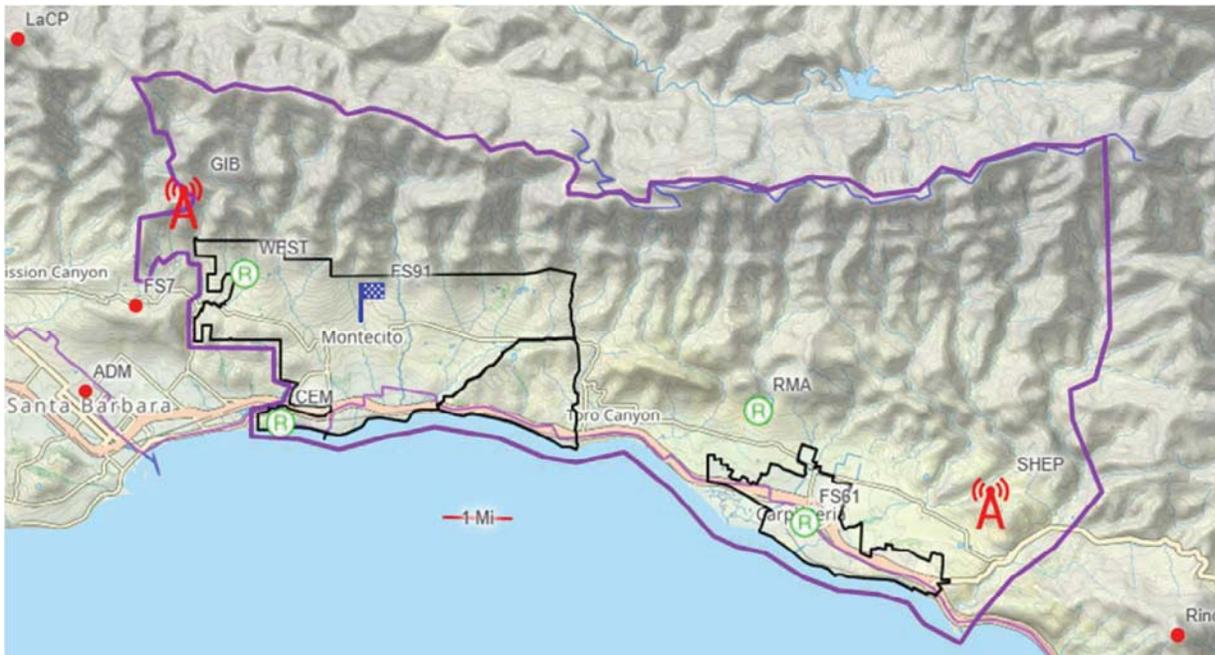 LaCP
GIB
WEST
ission Canyon
FS91
FS7
Montecito
ADM
CEM
RMA
Santa Barbara
Toro Canyon
SHEP
FS61
Carpinteria
1 Mi
Rinc
R
R
R
R